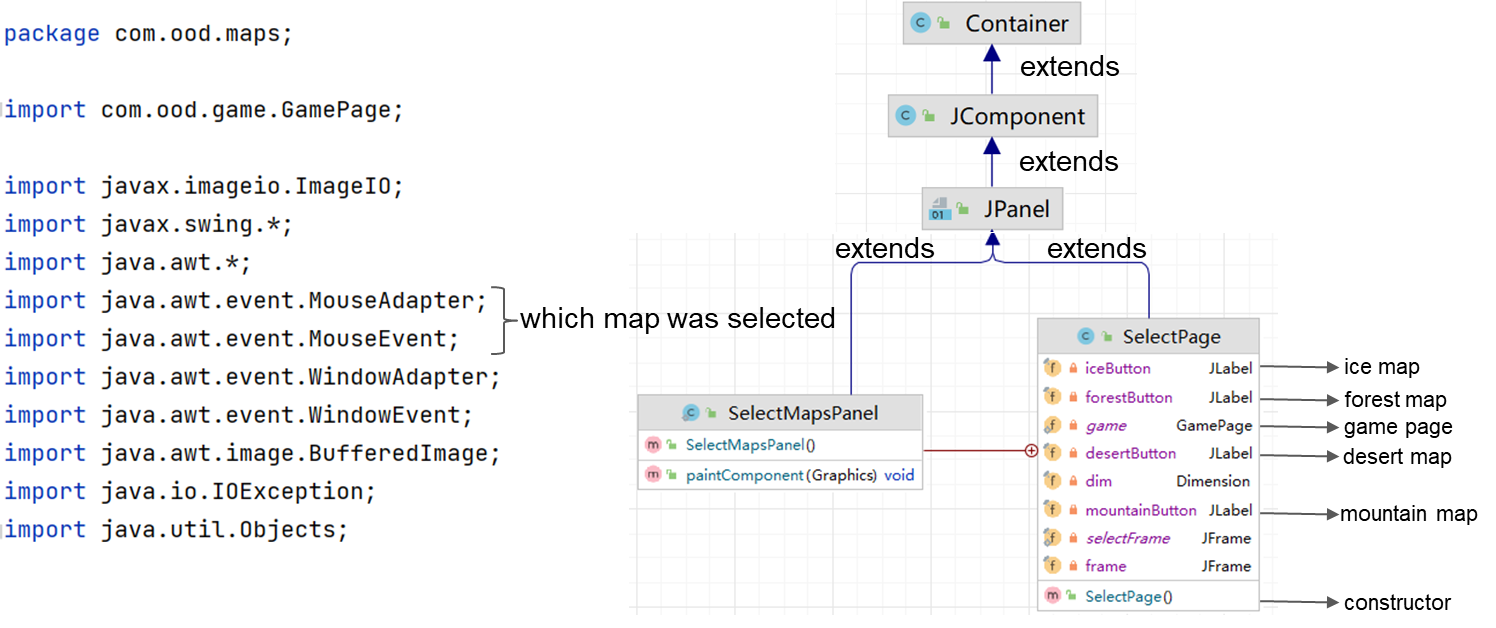 package com.ood.maps;
import com.ood.game.GamePage;
import javax.imageio.ImageIO;
import javax.swing.*;
import java.awt.*;
import java.awt.event.MouseAdapter;
import java.awt.event.MouseEvent;
import java.awt.event.WindowAdapter;
import java.awt.event.WindowEvent;
import java.awt.image.BufferedImage;
import java.io.IOException;
import java.util.Objects;
which map was selected
C Container
extends
C JComponent
extends
01 JPanel
extends
extends
C SelectMapsPanel
m SelectMapsPanel()
m paintComponent(Graphics) void
C SelectPage
f iceButton JLabel
f forestButton JLabel
f game GamePage
f desertButton JLabel
f dim Dimension
f mountainButton JLabel
f selectFrame JFrame
f frame JFrame
m SelectPage()
ice map
forest map
game page
desert map
mountain map
constructor